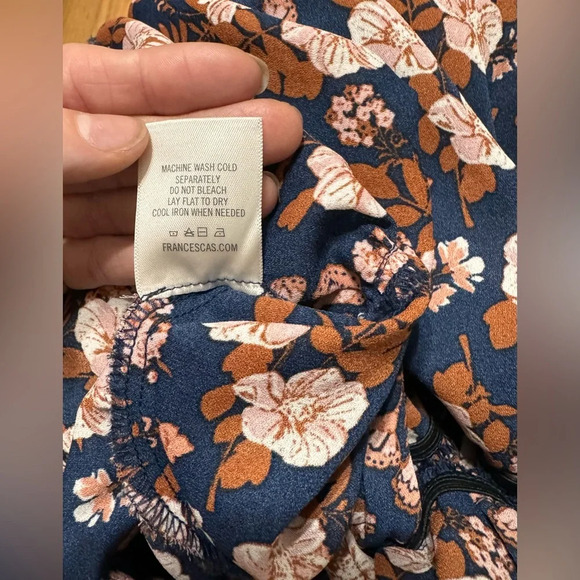 MACHINE WASH COLD
SEPARATELY
DO NOT BLEACH
LAY FLAT TO DRY
COOL IRON WHEN NEEDED
FRANCESCAS.COM